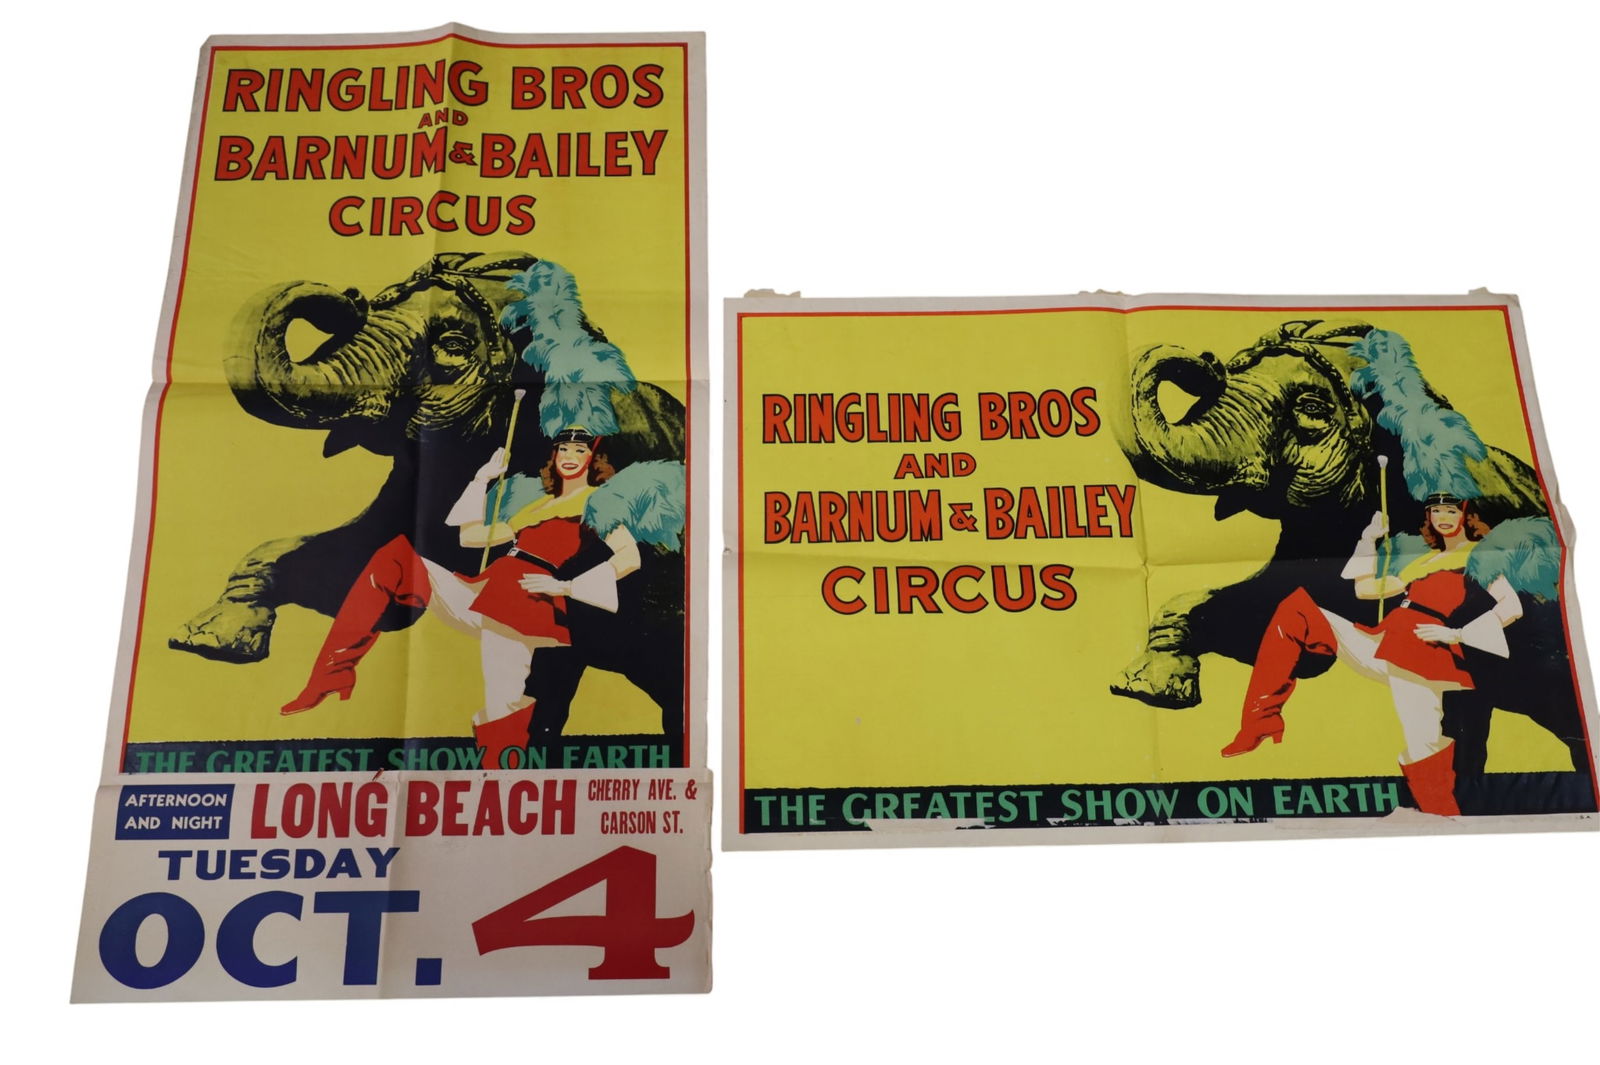 RINGLING BROS
AND
BARNUM & BAILEY
CIRCUS
THE GREATEST SHOW ON EARTH
AFTERNOON
AND NIGHT
LONG BEACH
CHERRY AVE. &
CARSON ST.
TUESDAY
OCT. 4
RINGLING BROS
AND
BARNUM & BAILEY
CIRCUS
THE GREATEST SHOW ON EARTH